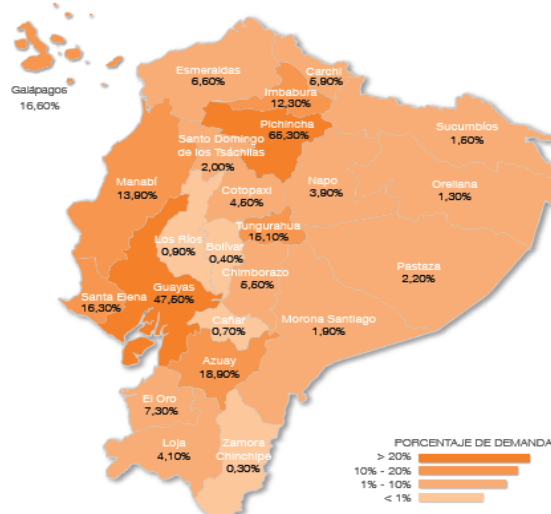 Galápagos
16,60%
Esmeraldas
6,60%
Carchi
5,90%
Imbabura
12,30%
Pichincha
66,30%
Sucumbíos
1,60%
Santo Domingo
de los Tsáchilas
2,00%
Manabí
13,90%
Cotopaxi
4,60%
Napo
3,90%
Orellana
1,30%
Tungurahua
15,10%
Los Ríos
0,90%
Bolívar
0,40%
Chimborazo
5,50%
Pastaza
2,20%
Santa Elena
16,30%
Guayas
47,50%
Cañar
0,70%
Morona Santiago
1,90%
Azuay
18,90%
El Oro
7,30%
Loja
4,10%
Zamora
Chinchipe
0,30%
PORCENTAJE DE DEMANDA
> 20%
10% - 20%
1% - 10%
< 1%